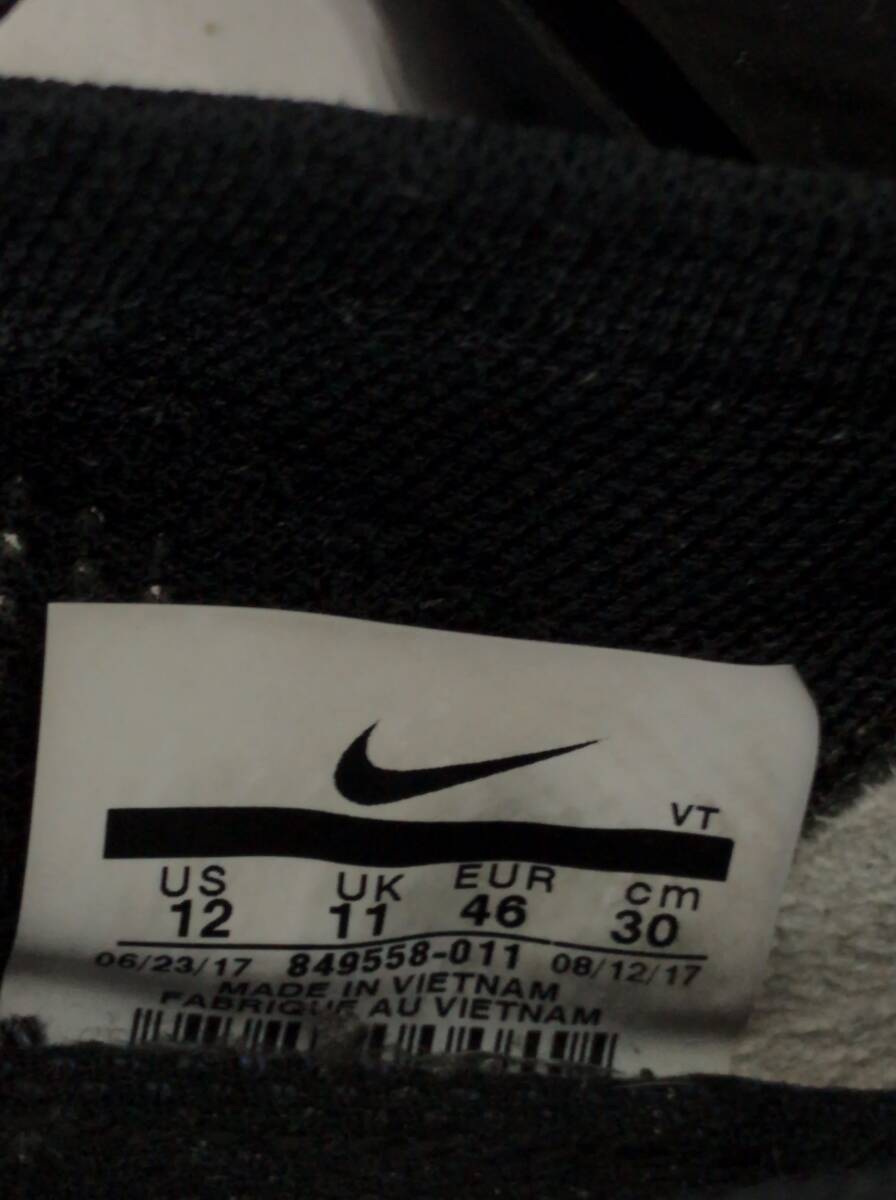 VT
US UK EUR cm
12 11 46 30
06/23/17 849558-011 08/12/17
MADE IN VIETNAM
FABRIQUE AU VIETNAM